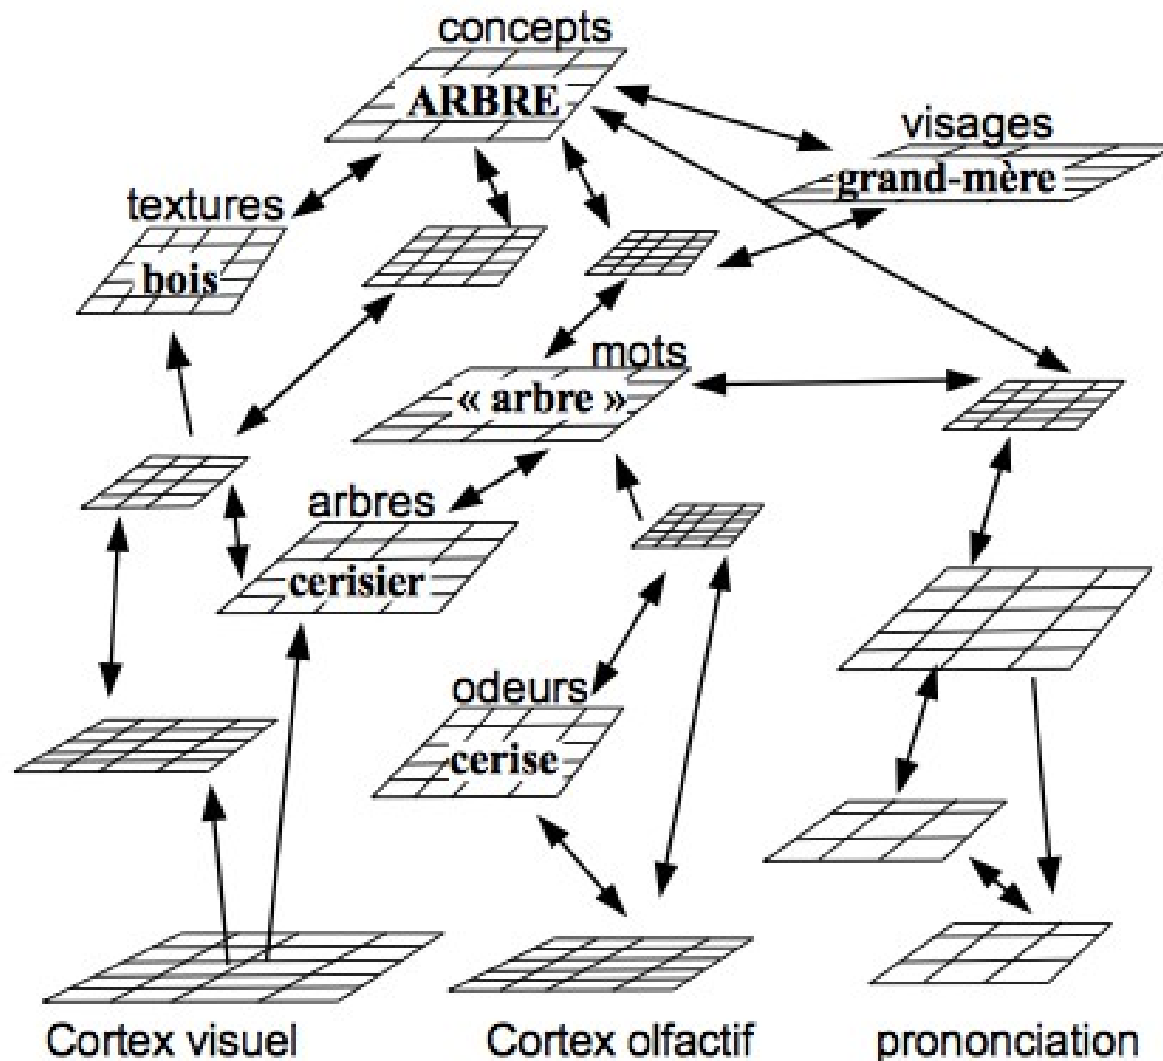 concepts
ARBRE
visages
grand-mère
textures
bois
mots
« arbre »
arbres
cerisier
odeurs
cerise
Cortex visuel
Cortex olfactif
prononciation